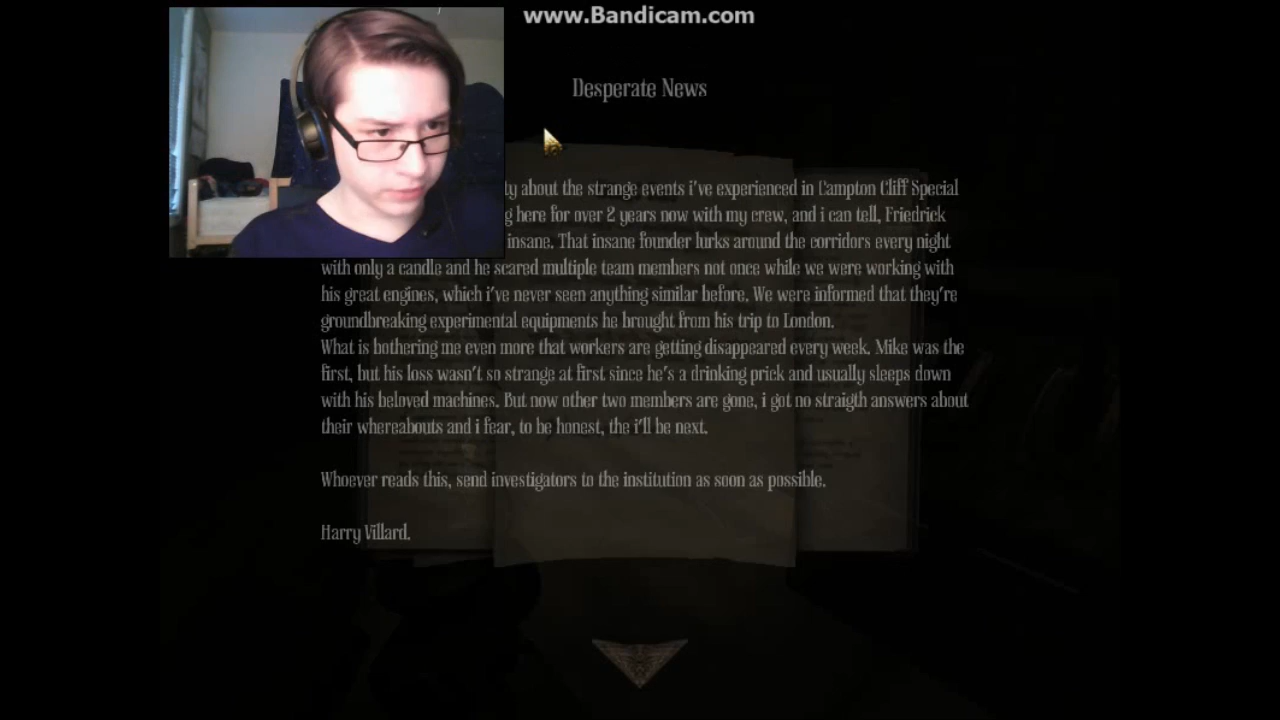 www.Bandicam.com
Desperate News
about the strange events i've experienced in Campton Cliff Special
here for over 2 years now with my crew, and i can tell, Friedrick
insane. That insane founder lurks around the corridors every night
with only a candle and he scared multiple team members not once while we were working with
his great engines, which i've never seen anything similar before. We were informed that they're
groundbreaking experimental equipments he brought from his trip to London.
What is bothering me even more that workers are getting disappeared every week. Mike was the
first, but his loss wasn't so strange at first since he's a drinking prick and usually sleeps down
with his beloved machines. But now other two members are gone, i got no straigth answers about
their whereabouts and i fear, to be honest, the i'll be next.
Whoever reads this, send investigators to the institution as soon as possible.
Harry Villard.